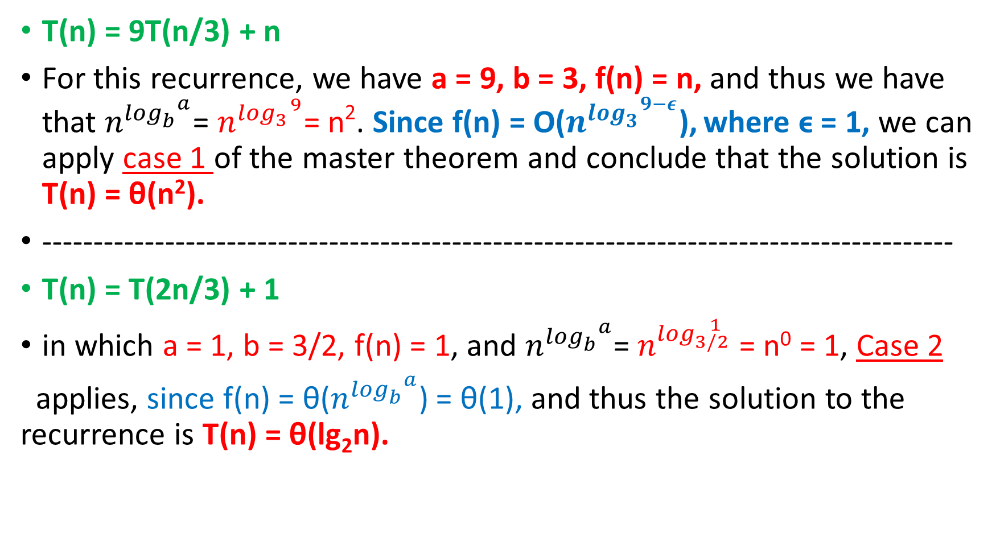 • T(n) = 9T(n/3) + n
• For this recurrence, we have a = 9, b = 3, f(n) = n, and thus we have
that $n^{log_b{}^a}$ = $n^{log_3{}^9}$ = n². Since f(n) = O($n^{log_3{}^{9-ϵ}}$), where ϵ = 1, we can
apply case 1 of the master theorem and conclude that the solution is
T(n) = θ(n²).
• -----------------------------------------------------------------------------------------
• T(n) = T(2n/3) + 1
• in which a = 1, b = 3/2, f(n) = 1, and $n^{log_b{}^a}$ = $n^{log_{3/2}{}^1}$ = n⁰ = 1, Case 2
applies, since f(n) = θ($n^{log_b{}^a}$) = θ(1), and thus the solution to the
recurrence is T(n) = θ(lg₂n).